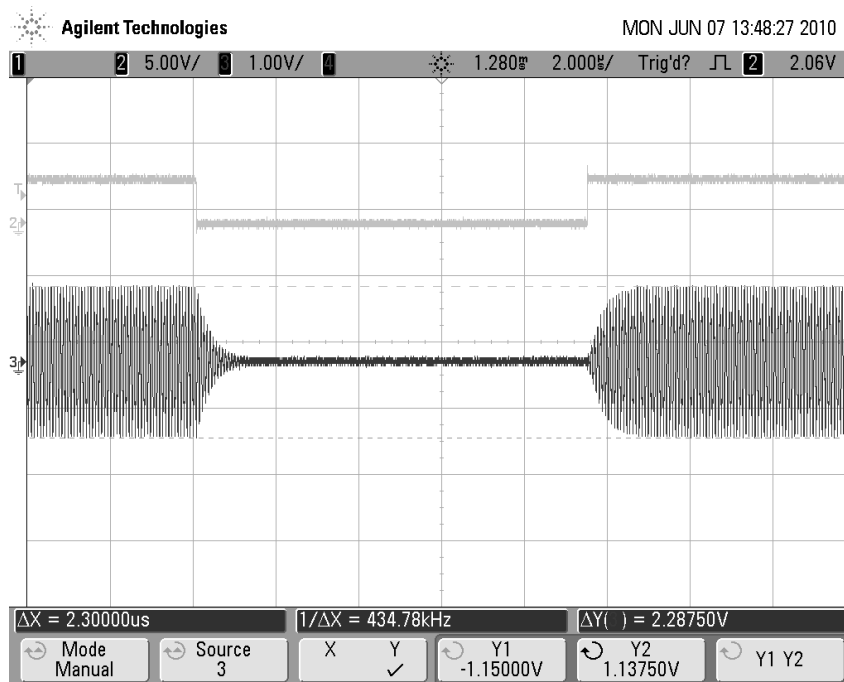 Agilent Technologies MON JUN 07 13:48:27 2010
1 2 5.00V/ 3 1.00V/ 4 1.280ms 2.000us/ Trig'd? 2 2.06V
T
2
3
ΔX = 2.30000us 1/ΔX = 434.78kHz ΔY( ) = 2.28750V
Mode Source X Y Y1 Y2 Y1 Y2
Manual 3 ✓ -1.15000V 1.13750V